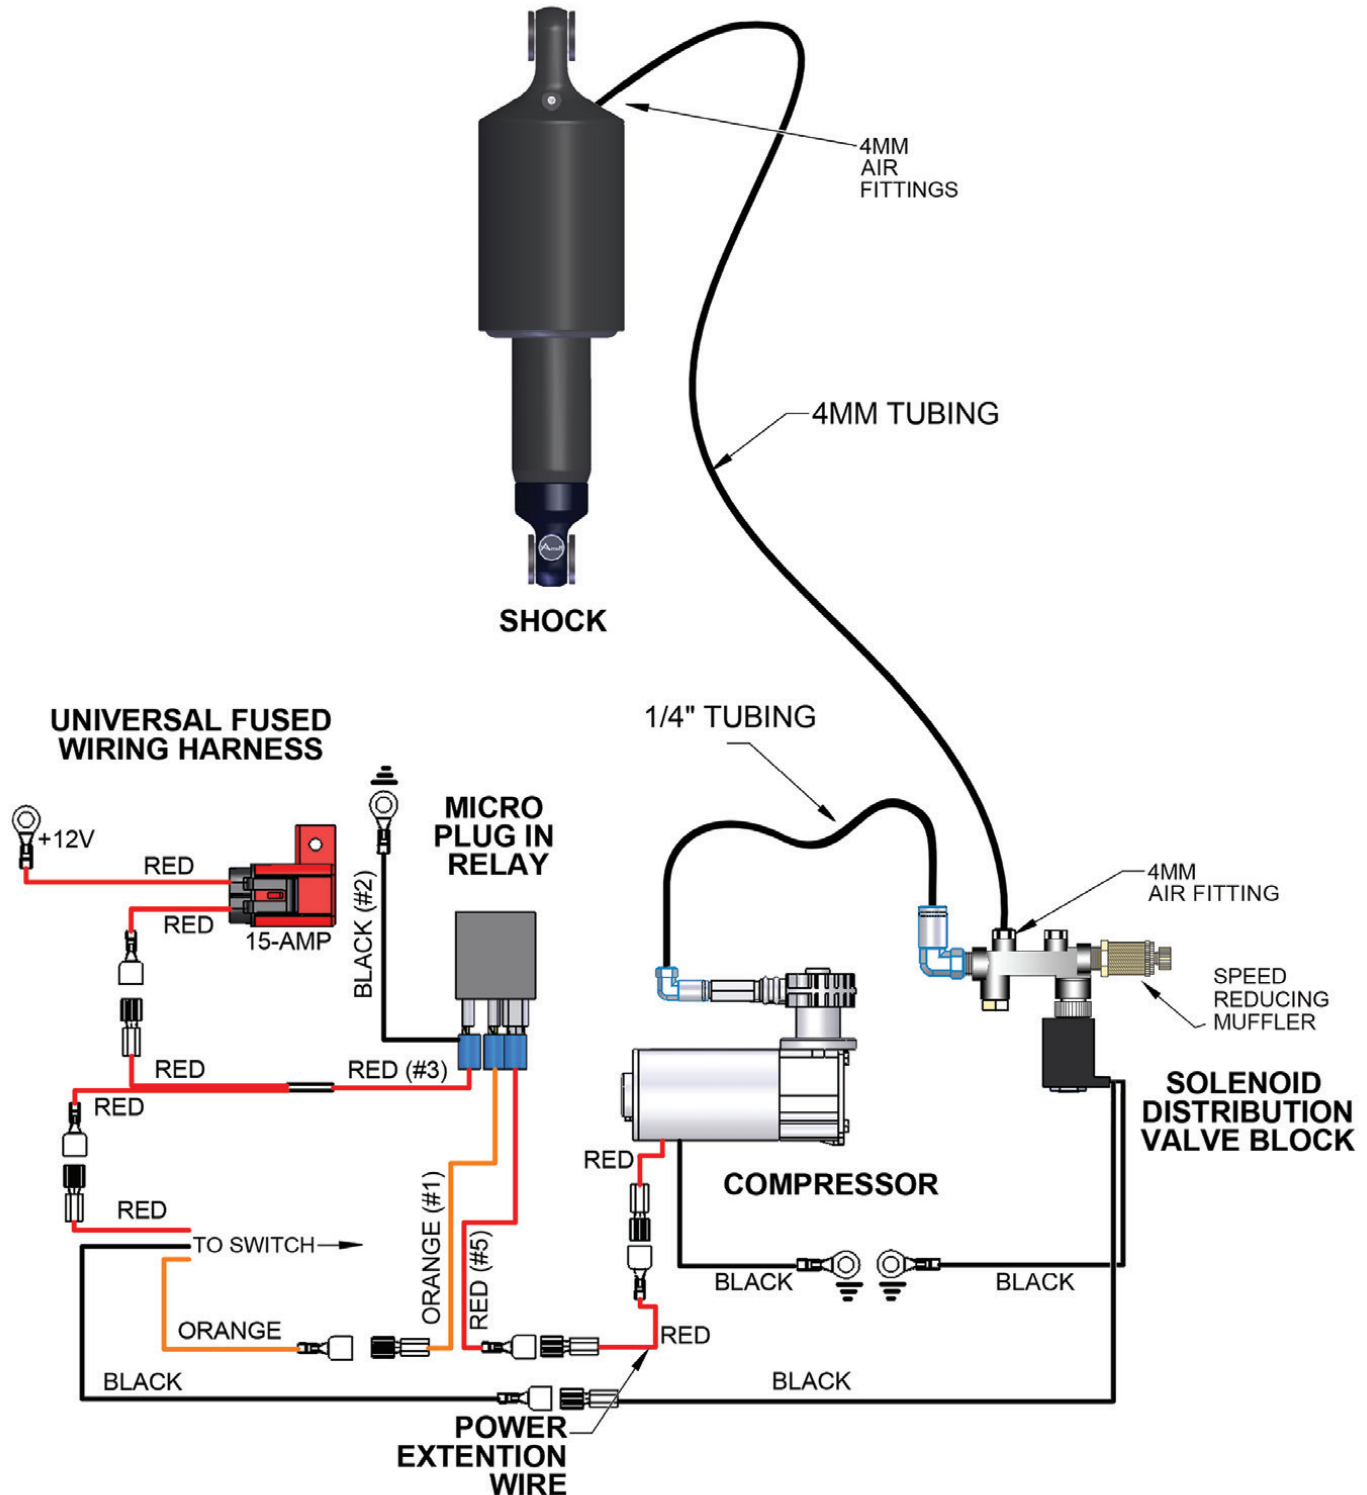 4MM
AIR
FITTINGS
4MM TUBING
SHOCK
1/4" TUBING
UNIVERSAL FUSED
WIRING HARNESS
+12V
RED
RED
15-AMP
BLACK (#2)
MICRO
PLUG IN
RELAY
4MM
AIR FITTING
SPEED
REDUCING
MUFFLER
SOLENOID
DISTRIBUTION
VALVE BLOCK
RED
RED (#3)
RED
RED
TO SWITCH
ORANGE
BLACK
ORANGE (#1)
RED (#5)
RED
COMPRESSOR
BLACK
BLACK
RED
BLACK
POWER
EXTENTION
WIRE